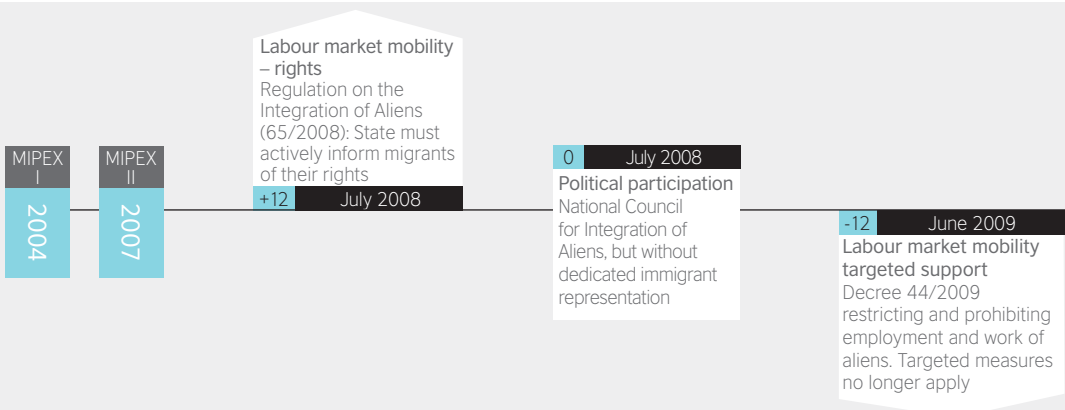 MIPEX
I
2004
MIPEX
II
2007
Labour market mobility
– rights
Regulation on the
Integration of Aliens
(65/2008): State must
actively inform migrants
of their rights
+12 July 2008
0 July 2008
Political participation
National Council
for Integration of
Aliens, but without
dedicated immigrant
representation
-12 June 2009
Labour market mobility
targeted support
Decree 44/2009
restricting and prohibiting
employment and work of
aliens. Targeted measures
no longer apply